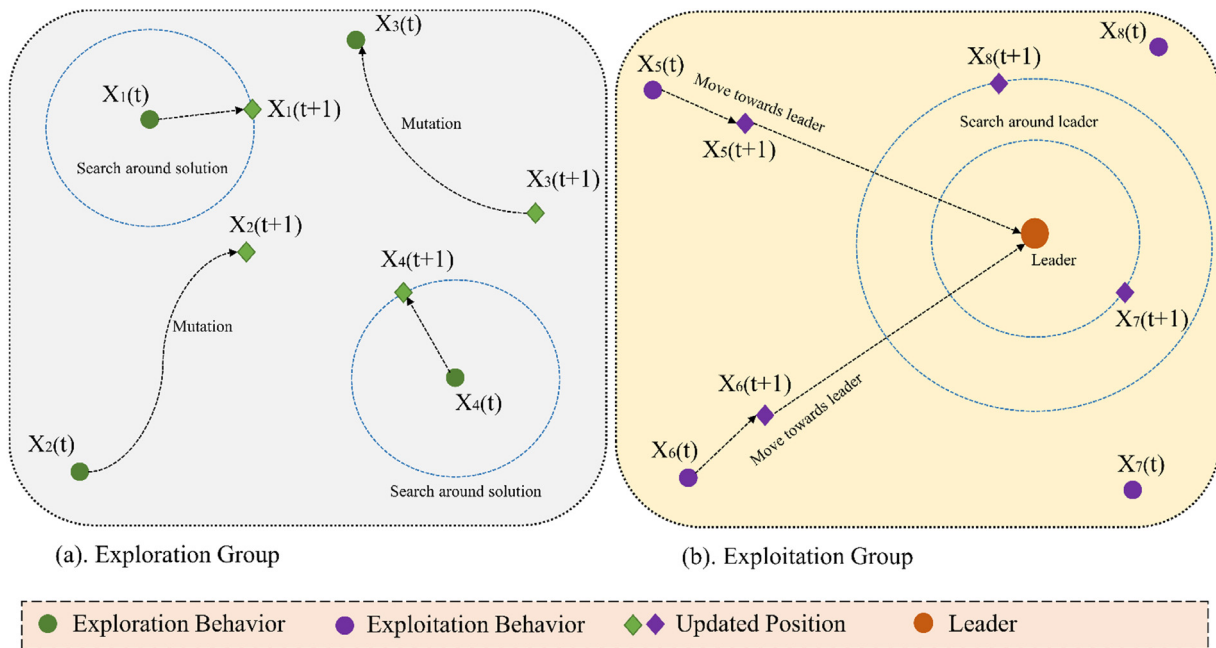 X₃(t)
X₁(t)
X₁(t+1)
Mutation
Search around solution
X₃(t+1)
X₂(t+1)
X₄(t+1)
Mutation
X₄(t)
X₂(t)
Search around solution
(a). Exploration Group
X₈(t)
X₅(t)
X₈(t+1)
Move towards leader
Search around leader
X₅(t+1)
Leader
X₇(t+1)
X₆(t+1)
Move towards leader
X₆(t)
X₇(t)
(b). Exploitation Group
Exploration Behavior
Exploitation Behavior
Updated Position
Leader